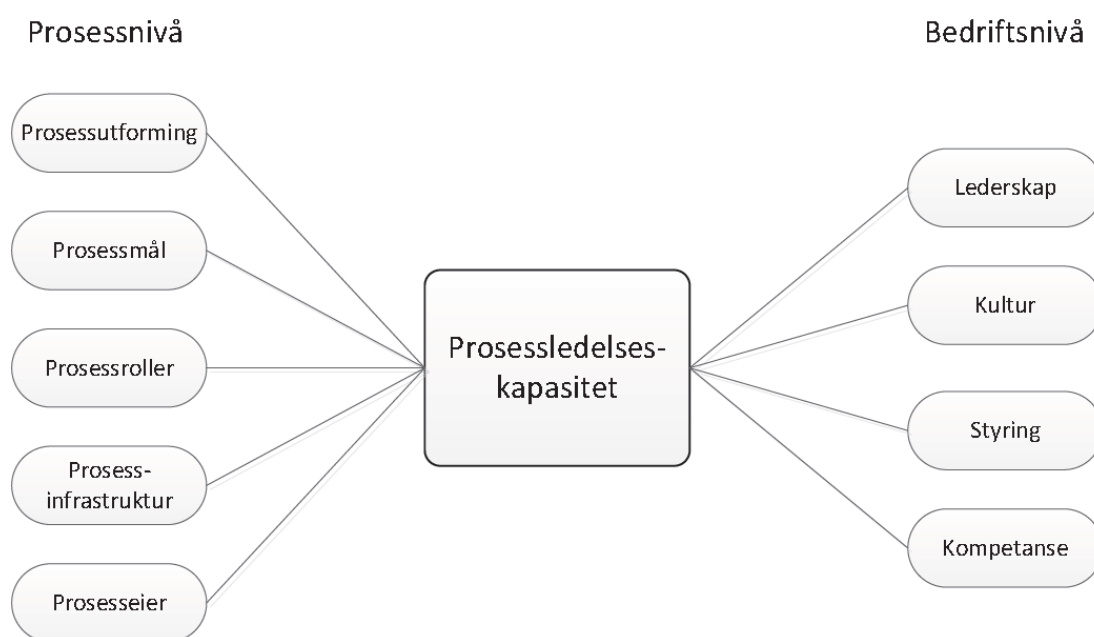 Prosessnivå
Bedriftsnivå
Prosessutforming
Prosessmål
Prosessroller
Prosess-
infrastruktur
Prosesseier
Prosessledelses-
kapasitet
Lederskap
Kultur
Styring
Kompetanse